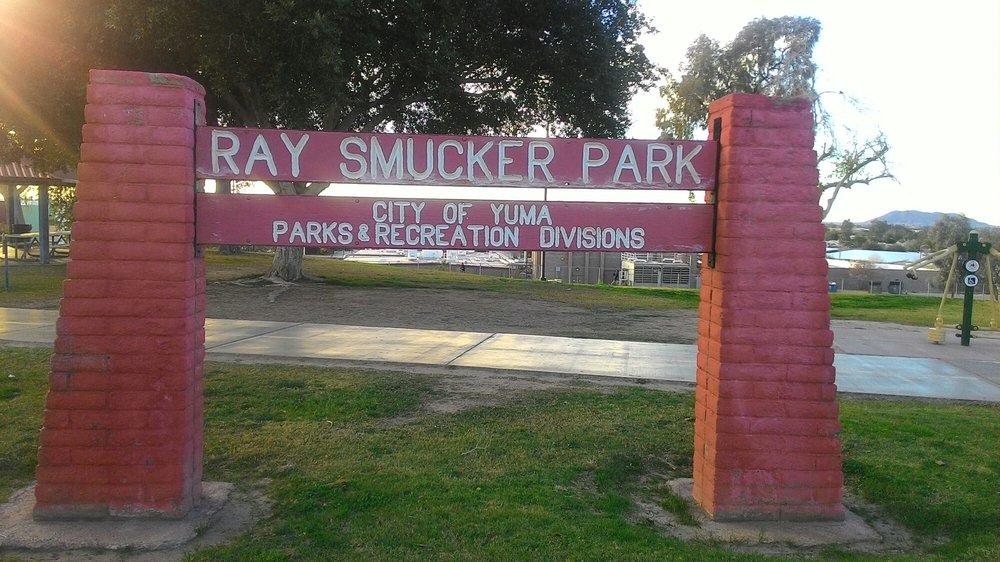 RAY SMUCKER PARK
CITY OF YUMA
PARKS & RECREATION DIVISIONS